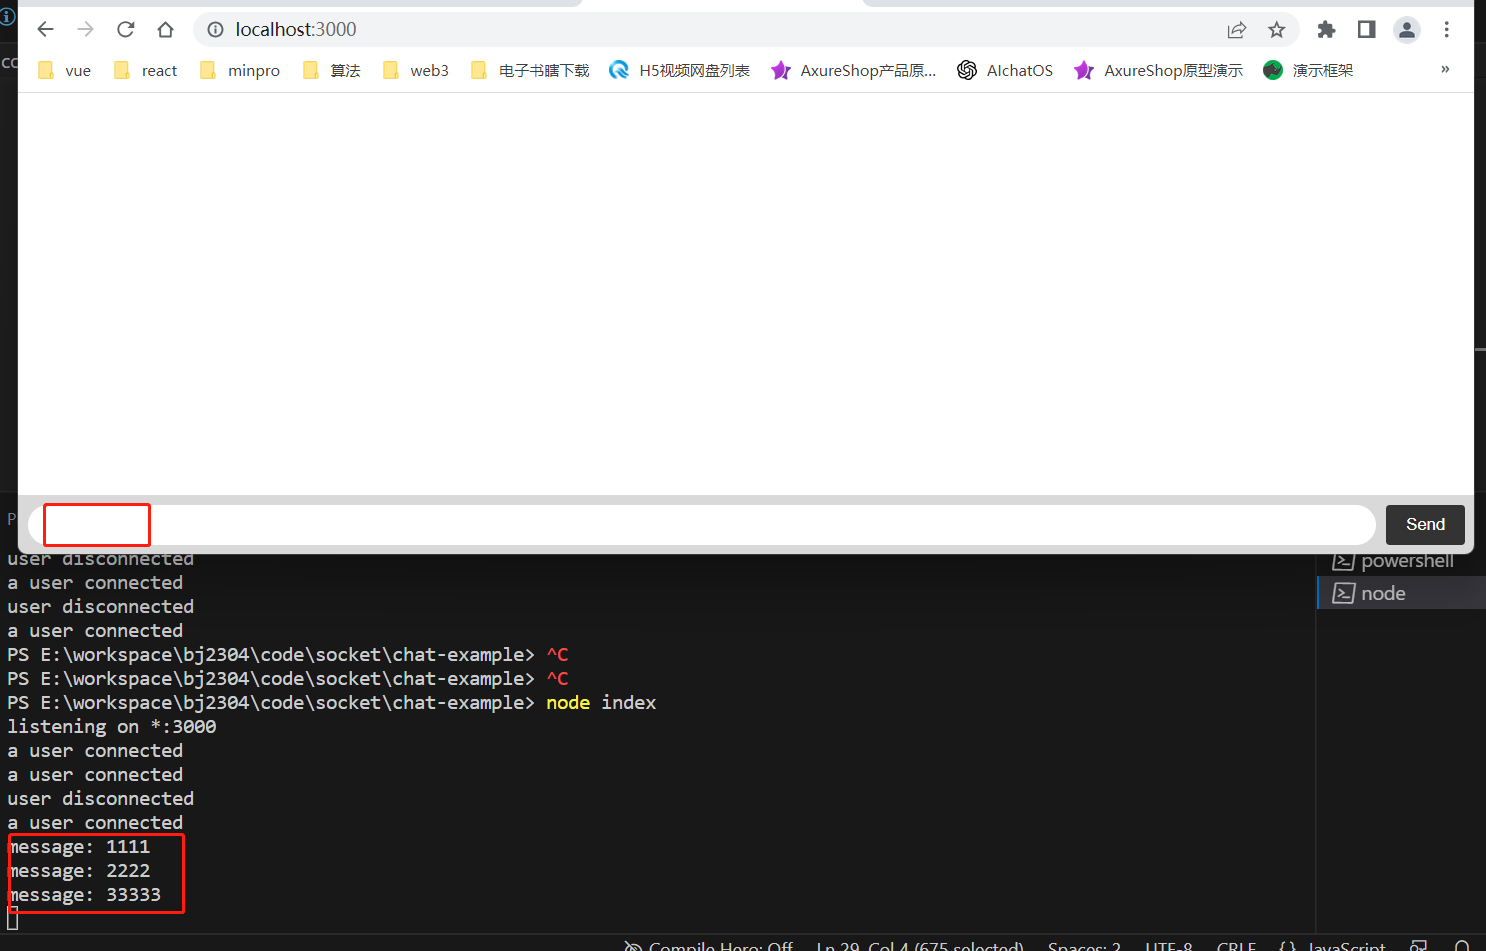 localhost:3000
vue react minpro 算法 web3 电子书瞎下载 H5视频网盘列表 AxureShop产品原... AIchatOS AxureShop原型演示 演示框架 »
Send
user disconnected
a user connected
user disconnected
a user connected
PS E:\workspace\bj2304\code\socket\chat-example> ^C
PS E:\workspace\bj2304\code\socket\chat-example> ^C
PS E:\workspace\bj2304\code\socket\chat-example> node index
listening on *:3000
a user connected
a user connected
user disconnected
a user connected
message: 1111
message: 2222
message: 33333
powershell
node
Compile Hero: Off Ln 29, Col 4 (675 selected) Spaces: 2 UTF-8 CRLF {} JavaScript